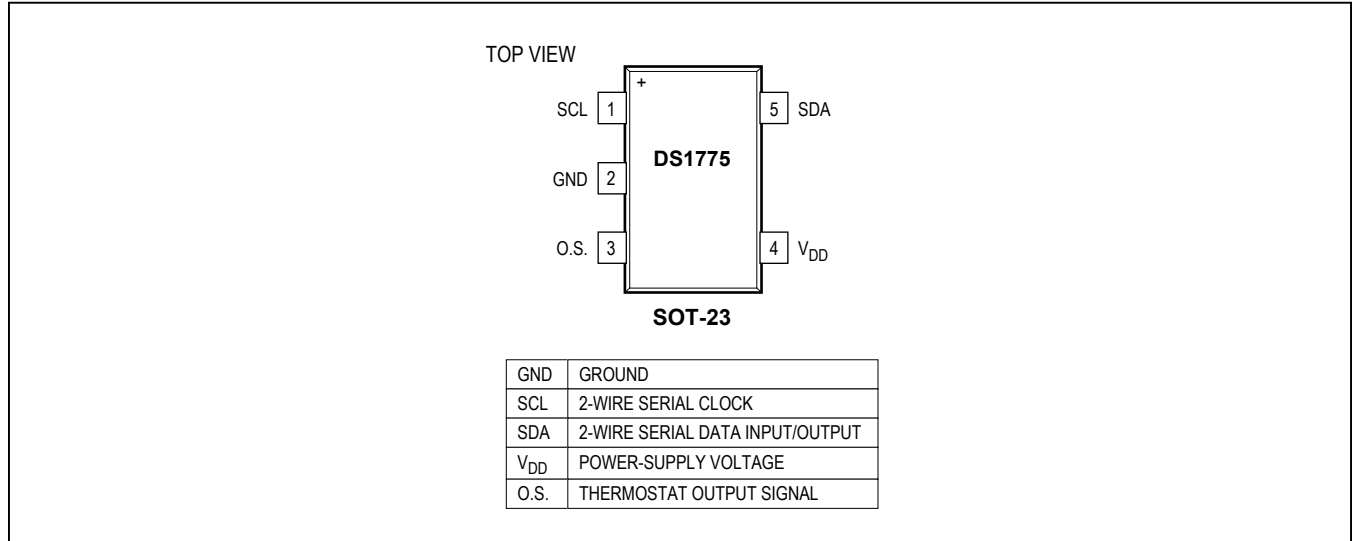 TOP VIEW
+
SCL 1
5 SDA
DS1775
GND 2
O.S. 3
4 VDD
SOT-23
GND GROUND
SCL 2-WIRE SERIAL CLOCK
SDA 2-WIRE SERIAL DATA INPUT/OUTPUT
VDD POWER-SUPPLY VOLTAGE
O.S. THERMOSTAT OUTPUT SIGNAL